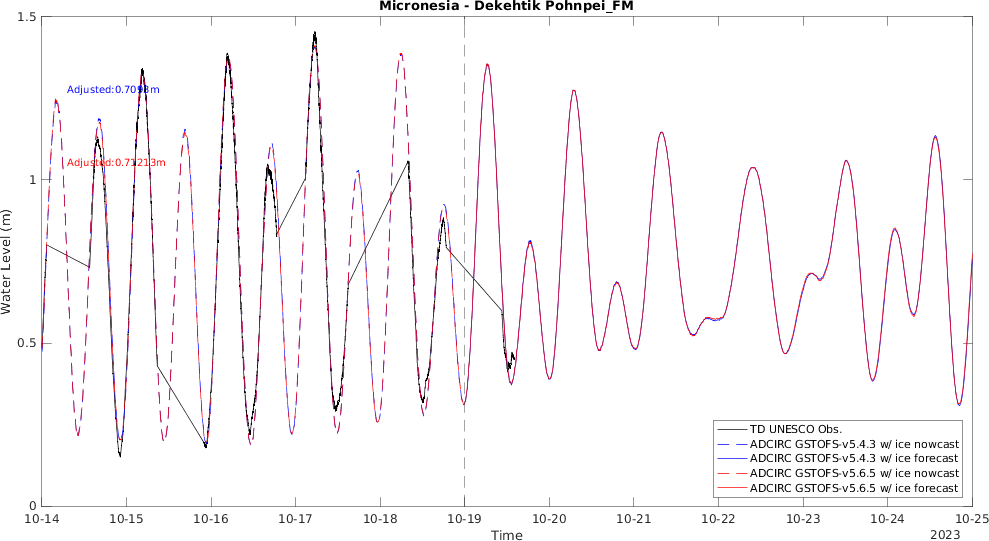 Micronesia - Dekehtik Pohnpei_FM
Water Level (m)
1.5
1
0.5
0
Adjusted:0.7093m
Adjusted:0.71213m
TD UNESCO Obs.
ADCIRC GSTOFS-v5.4.3 w/ ice nowcast
ADCIRC GSTOFS-v5.4.3 w/ ice forecast
ADCIRC GSTOFS-v5.6.5 w/ ice nowcast
ADCIRC GSTOFS-v5.6.5 w/ ice forecast
10-14 10-15 10-16 10-17 10-18 10-19 10-20 10-21 10-22 10-23 10-24 10-25
Time
2023